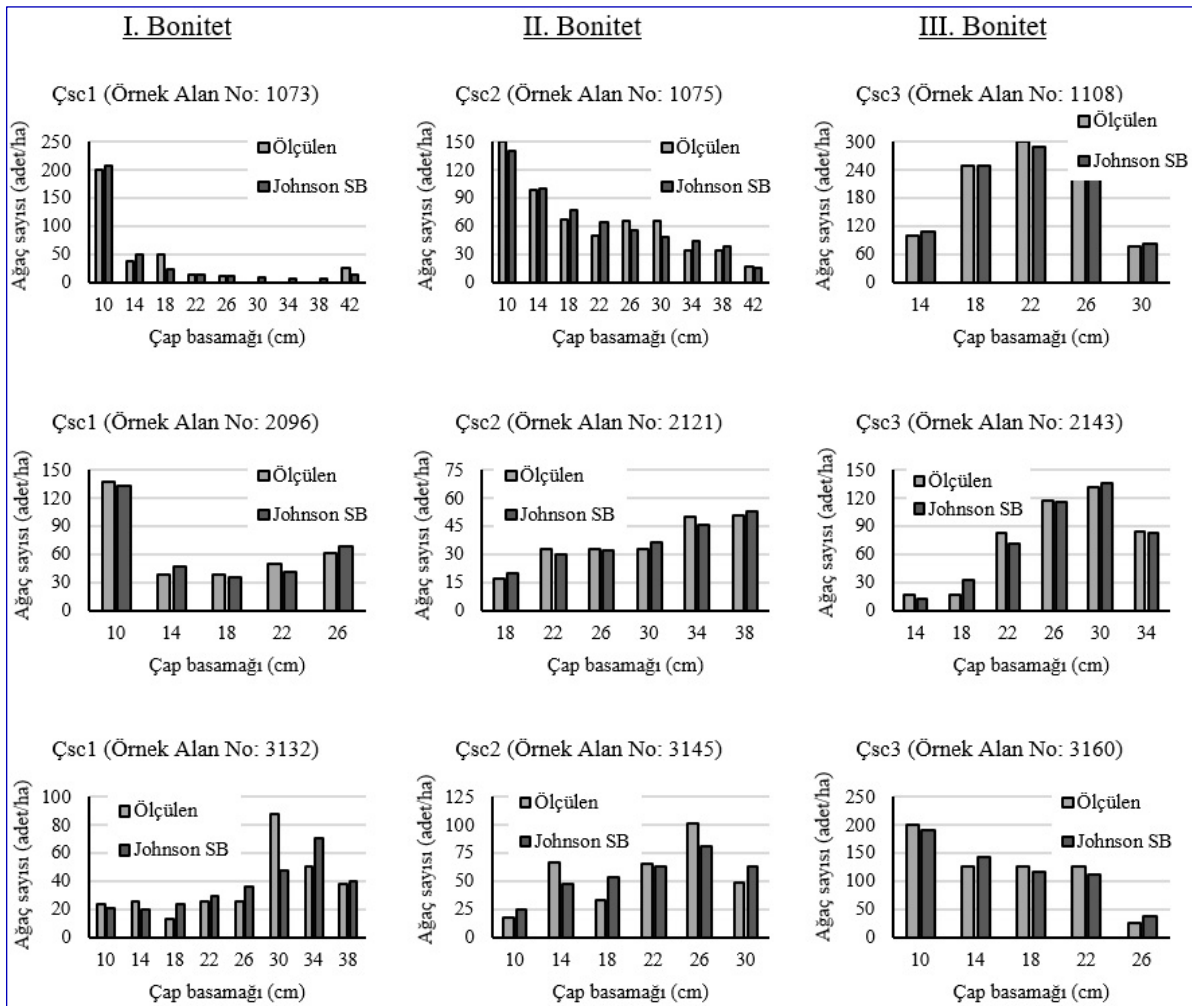 I. Bonitet
II. Bonitet
III. Bonitet
Çsc1 (Örnek Alan No: 1073)
Ağaç sayısı (adet/ha)
250
200
150
100
50
0
Ölçülen
Johnson SB
10 14 18 22 26 30 34 38 42
Çap basamağı (cm)
Çsc2 (Örnek Alan No: 1075)
Ağaç sayısı (adet/ha)
150
120
90
60
30
0
Ölçülen
Johnson SB
10 14 18 22 26 30 34 38 42
Çap basamağı (cm)
Çsc3 (Örnek Alan No: 1108)
Ağaç sayısı (adet/ha)
300
240
180
120
60
0
Ölçülen
Johnson SB
14 18 22 26 30
Çap basamağı (cm)
Çsc1 (Örnek Alan No: 2096)
Ağaç sayısı (adet/ha)
150
120
90
60
30
0
Ölçülen
Johnson SB
10 14 18 22 26
Çap basamağı (cm)
Çsc2 (Örnek Alan No: 2121)
Ağaç sayısı (adet/ha)
75
60
45
30
15
0
Ölçülen
Johnson SB
18 22 26 30 34 38
Çap basamağı (cm)
Çsc3 (Örnek Alan No: 2143)
Ağaç sayısı (adet/ha)
150
120
90
60
30
0
Ölçülen
Johnson SB
14 18 22 26 30 34
Çap basamağı (cm)
Çsc1 (Örnek Alan No: 3132)
Ağaç sayısı (adet/ha)
100
80
60
40
20
0
Ölçülen
Johnson SB
10 14 18 22 26 30 34 38
Çap basamağı (cm)
Çsc2 (Örnek Alan No: 3145)
Ağaç sayısı (adet/ha)
125
100
75
50
25
0
Ölçülen
Johnson SB
10 14 18 22 26 30
Çap basamağı (cm)
Çsc3 (Örnek Alan No: 3160)
Ağaç sayısı (adet/ha)
250
200
150
100
50
0
Ölçülen
Johnson SB
10 14 18 22 26
Çap basamağı (cm)